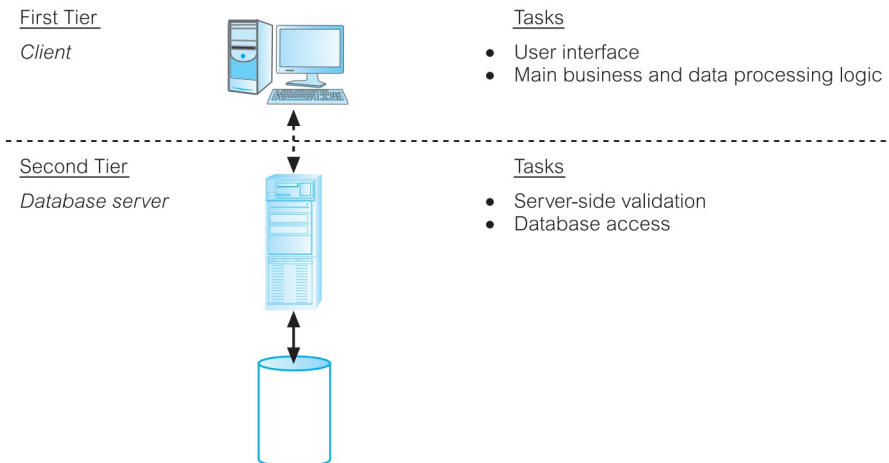 First Tier
Tasks
Client
● User interface
● Main business and data processing logic
Second Tier
Tasks
Database server
● Server-side validation
● Database access